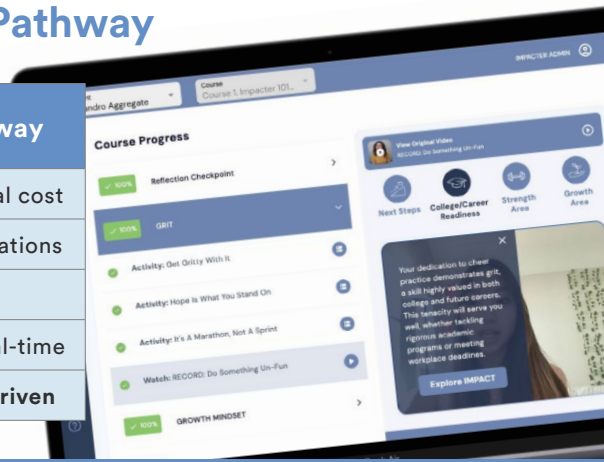 Pathway
way
al cost
ations
l-time
riven
andro Aggregate
Course
Course 1. Impacter 101...
IMPACTER ADMIN
Course Progress
✓ 100% Reflection Checkpoint
✓ 100% GRIT
Activity: Get Gritty With It
Activity: Hope Is What You Stand On
Activity: It's A Marathon, Not A Sprint
Watch: RECORD: Do Something Un-Fun
✓ 100% GROWTH MINDSET
View Original Video
RECORD: Do Something Un-Fun
Next Steps
College/Career
Readiness
Strength
Area
Growth
Area
Your dedication to cheer
practice demonstrates grit,
a skill highly valued in both
college and future careers.
This tenacity will serve you
well, whether tackling
rigorous academic
programs or meeting
workplace deadlines.
Explore IMPACT